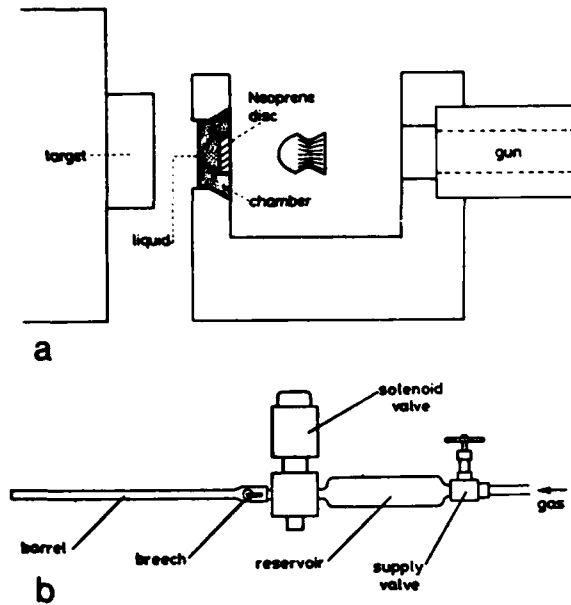 Neoprene
disc
target
gun
chamber
liquid
a
solenoid
valve
gas
barrel
breech
reservoir
supply
valve
b